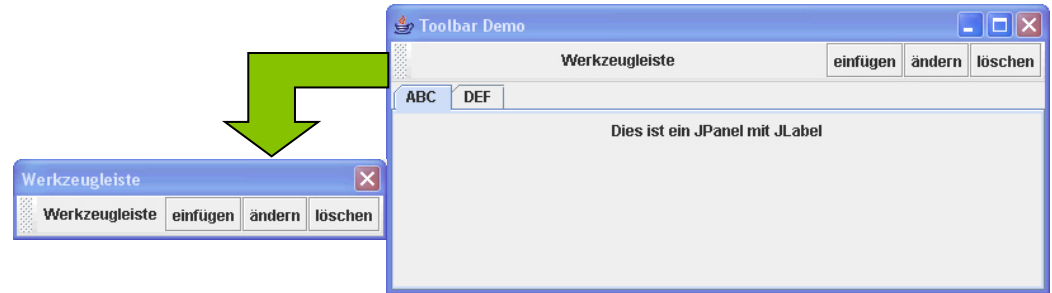 Toolbar Demo
Werkzeugleiste einfügen ändern löschen
ABC DEF
Dies ist ein JPanel mit JLabel
Werkzeugleiste
Werkzeugleiste einfügen ändern löschen